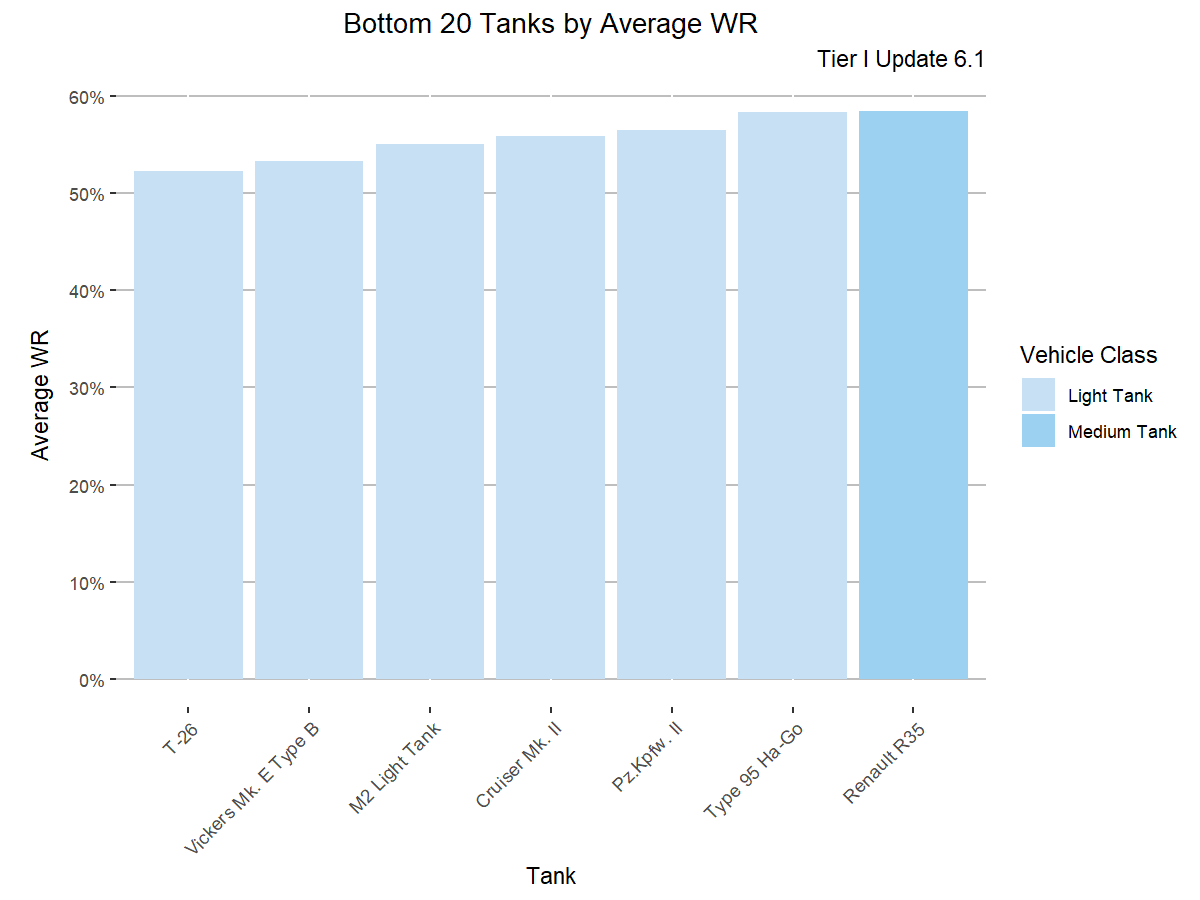 Bottom 20 Tanks by Average WR
Tier I Update 6.1
60%
50%
40%
30%
20%
10%
0%
Average WR
T-26
Vickers Mk. E Type B
M2 Light Tank
Cruiser Mk. II
Pz.Kpfw. II
Type 95 Ha-Go
Renault R35
Tank
Vehicle Class
Light Tank
Medium Tank